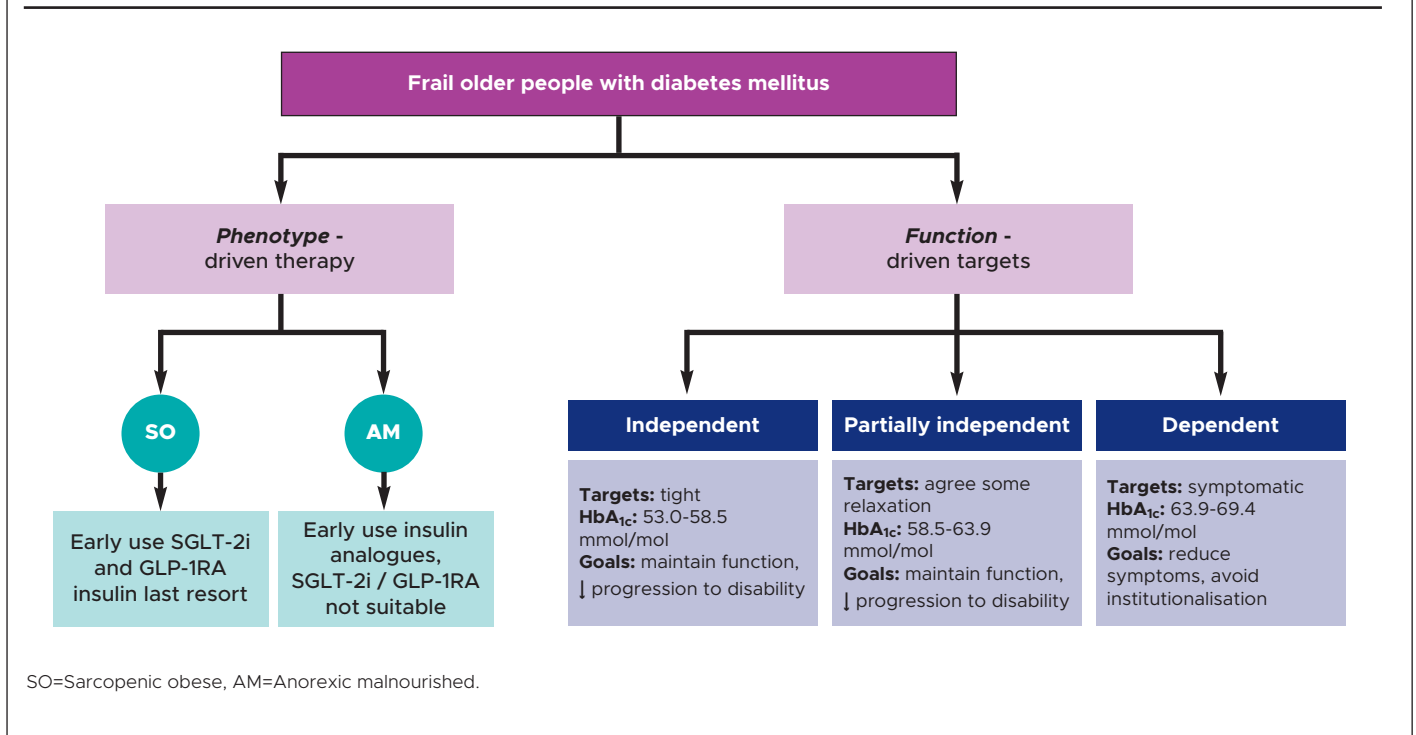 Frail older people with diabetes mellitus
Phenotype -
driven therapy
Function -
driven targets
SO
AM
Early use SGLT-2i
and GLP-1RA
insulin last resort
Early use insulin
analogues,
SGLT-2i / GLP-1RA
not suitable
Independent
Targets: tight
HbA1c: 53.0-58.5
mmol/mol
Goals: maintain function,
↓ progression to disability
Partially independent
Targets: agree some
relaxation
HbA1c: 58.5-63.9
mmol/mol
Goals: maintain function,
↓ progression to disability
Dependent
Targets: symptomatic
HbA1c: 63.9-69.4
mmol/mol
Goals: reduce
symptoms, avoid
institutionalisation
SO=Sarcopenic obese, AM=Anorexic malnourished.